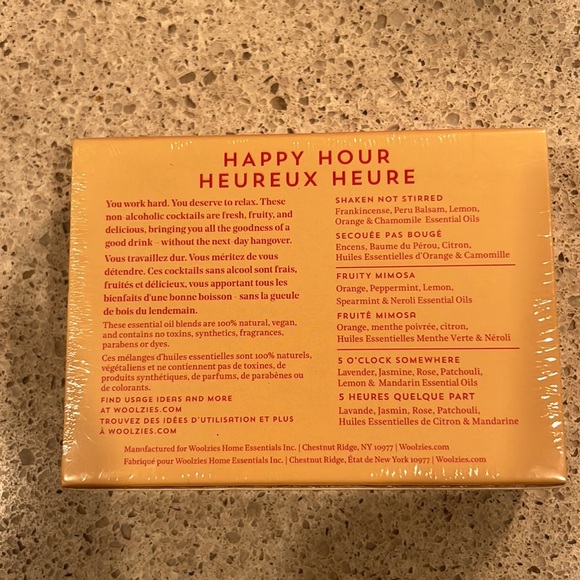 HAPPY HOUR
HEUREUX HEURE
You work hard. You deserve to relax. These
non-alcoholic cocktails are fresh, fruity, and
delicious, bringing you all the goodness of a
good drink – without the next-day hangover.
Vous travaillez dur. Vous méritez de vous
détendre. Ces cocktails sans alcool sont frais,
fruités et délicieux, vous apportant tous les
bienfaits d'une bonne boisson - sans la gueule
de bois du lendemain.
These essential oil blends are 100% natural, vegan,
and contains no toxins, synthetics, fragrances,
parabens or dyes.
Ces mélanges d'huiles essentielles sont 100% naturels,
végétaliens et ne contiennent pas de toxines, de
produits synthétiques, de parfums, de parabènes ou
de colorants.
FIND USAGE IDEAS AND MORE
AT WOOLZIES.COM
TROUVEZ DES IDÉES D'UTILISATION ET PLUS
À WOOLZIES.COM
SHAKEN NOT STIRRED
Frankincense, Peru Balsam, Lemon,
Orange & Chamomile Essential Oils
SECOUÉE PAS BOUGÉ
Encens, Baume du Pérou, Citron,
Huiles Essentielles d'Orange & Camomille
FRUITY MIMOSA
Orange, Peppermint, Lemon,
Spearmint & Neroli Essential Oils
FRUITÉ MIMOSA
Orange, menthe poivrée, citron,
Huiles Essentielles Menthe Verte & Néroli
5 O'CLOCK SOMEWHERE
Lavender, Jasmine, Rose, Patchouli,
Lemon & Mandarin Essential Oils
5 HEURES QUELQUE PART
Lavande, Jasmin, Rose, Patchouli,
Huiles Essentielles de Citron & Mandarine
Manufactured for Woolzies Home Essentials Inc. | Chestnut Ridge, NY 10977 | Woolzies.com
Fabriqué pour Woolzies Home Essentials Inc. | Chestnut Ridge, État de New York 10977 | Woolzies.com